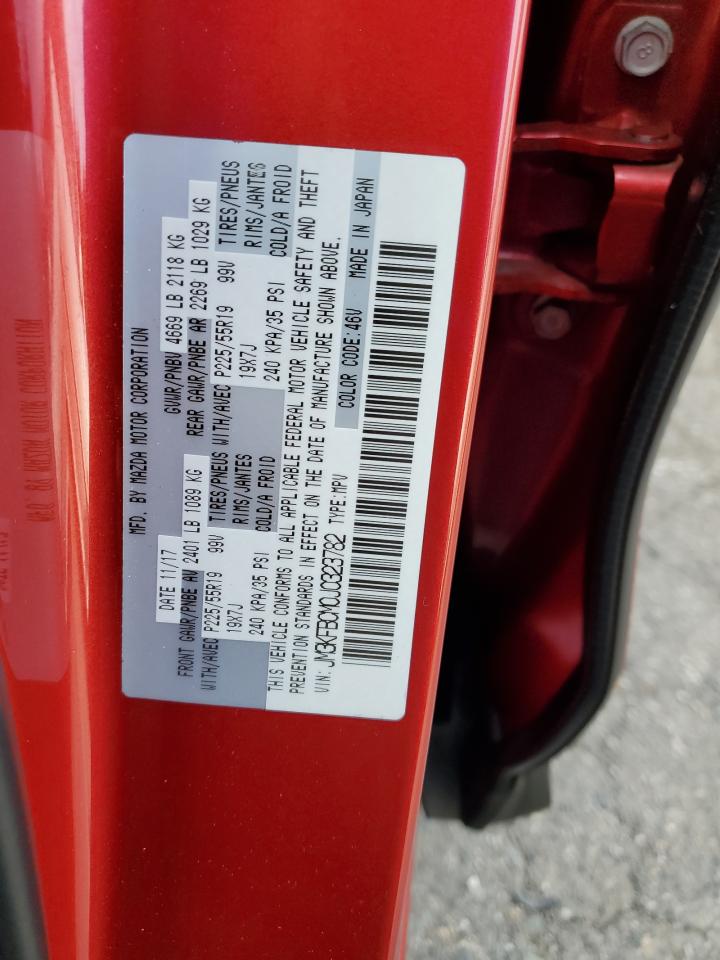 MFD. BY MAZDA MOTOR CORPORATION
DATE 11/17 GVWR/PNBV 4669 LB 2118 KG
FRONT GAWR/PNBE AV 2401 LB 1089 KG REAR GAWR/PNBE AR 2269 LB 1029 KG
WITH/AVEC P225/55R19 99V TIRES/PNEUS WITH/AVEC P225/55R19 99V TIRES/PNEUS
19X7J RIMS/JANTES 19X7J RIMS/JANTES
240 KPA/35 PSI COLD/A FROID 240 KPA/35 PSI COLD/A FROID
THIS VEHICLE CONFORMS TO ALL APPLICABLE FEDERAL MOTOR VEHICLE SAFETY AND THEFT
PREVENTION STANDARDS IN EFFECT ON THE DATE OF MANUFACTURE SHOWN ABOVE.
VIN: JM3KFBCM0J0323782 TYPE:MPV COLOR CODE:46V MADE IN JAPAN
8